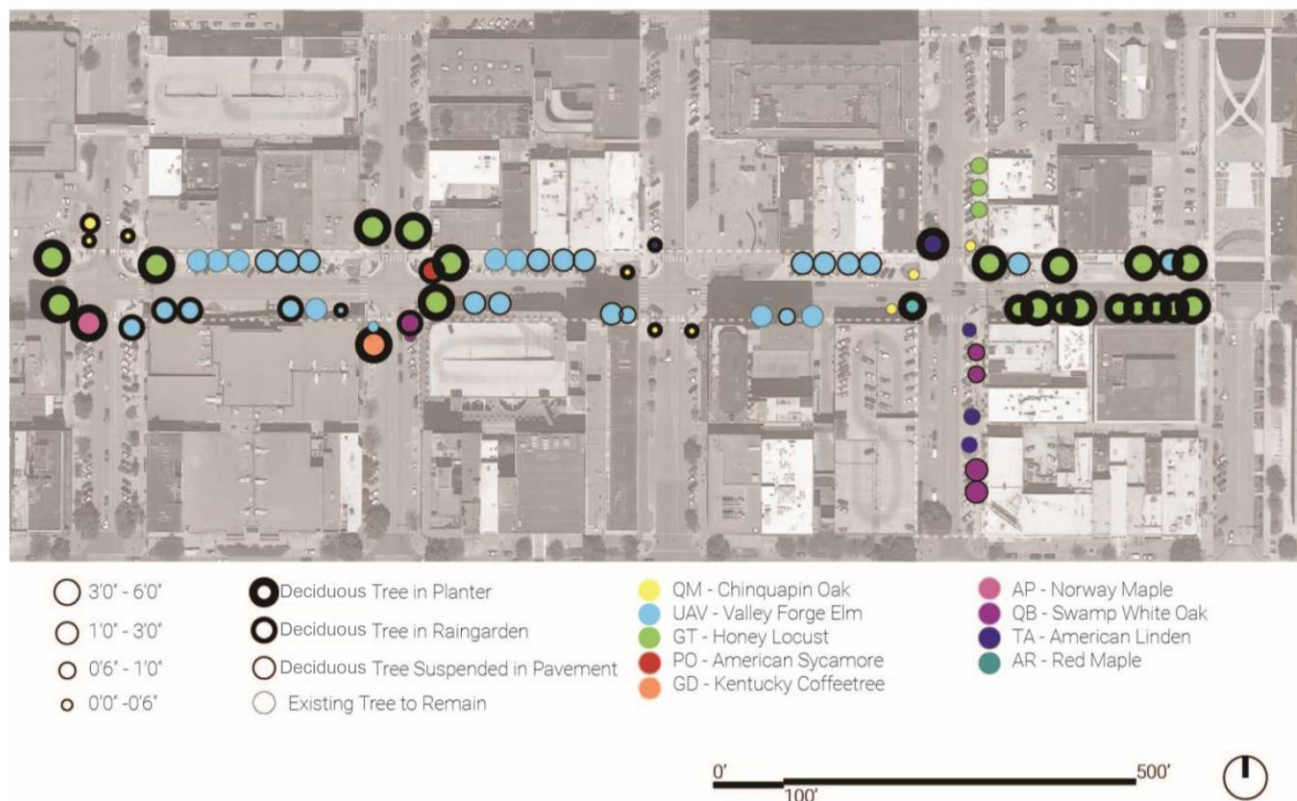 3'0" - 6'0"
1'0" - 3'0"
0'6" - 1'0"
0'0" -0'6"
Deciduous Tree in Planter
Deciduous Tree in Raingarden
Deciduous Tree Suspended in Pavement
Existing Tree to Remain
QM - Chinquapin Oak
UAV - Valley Forge Elm
GT - Honey Locust
PO - American Sycamore
GD - Kentucky Coffeetree
AP - Norway Maple
QB - Swamp White Oak
TA - American Linden
AR - Red Maple
0'
500'
100'